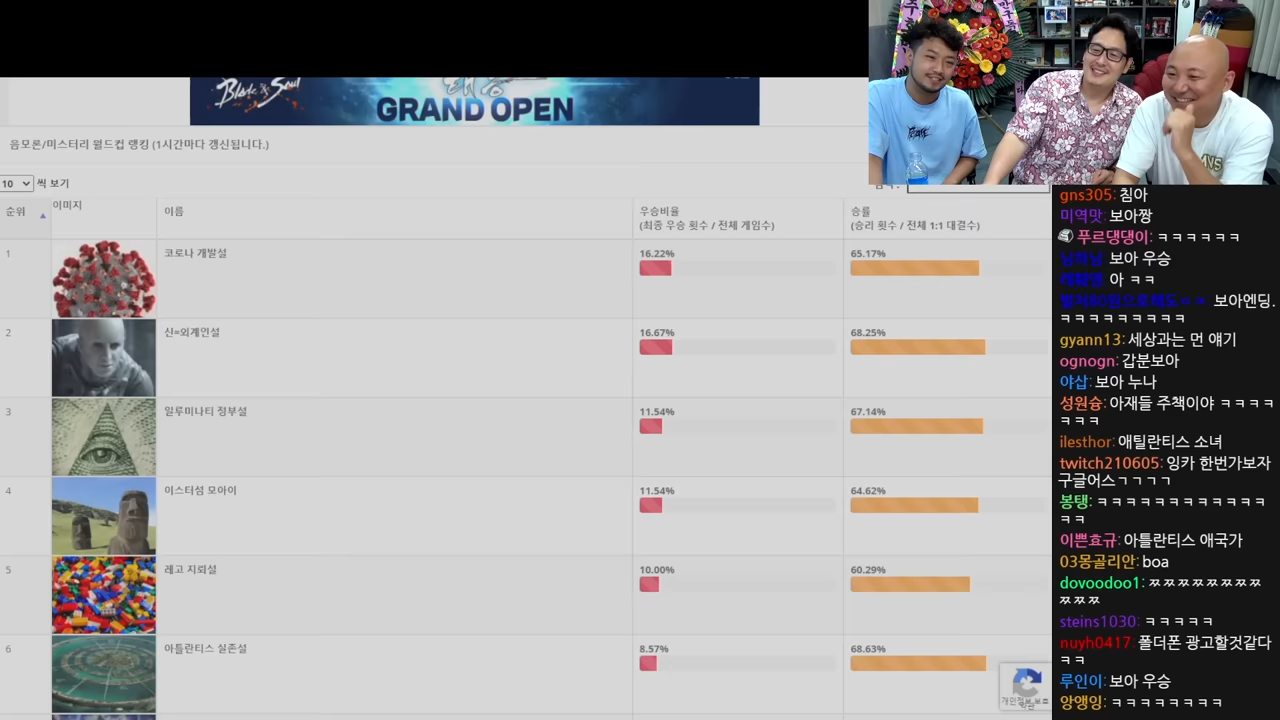 Blade & Soul
GRAND OPEN
음모론/미스터리 월드컵 랭킹 (1시간마다 갱신됩니다.)
10 씩 보기
순위
이미지
이름
우승비율
(최종 우승 횟수 / 전체 게임수)
승률
(승리 횟수 / 전체 1:1 대결수)
1
코로나 개발설
16.22%
65.17%
2
신=외계인설
16.67%
68.25%
3
일루미나티 정부설
11.54%
67.14%
4
이스터섬 모아이
11.54%
64.62%
5
레고 지뢰설
10.00%
60.29%
6
아틀란티스 실존설
8.57%
68.63%
gns305: 침아
미역맛: 보아짱
푸르댕댕이: ㅋㅋㅋㅋㅋㅋ
보아 우승
아 ㅋㅋ
보아엔딩.
ㅋㅋㅋㅋㅋㅋㅋㅋㅋ
gyann13: 세상과는 먼 얘기
ognogn: 갑분보아
야삽: 보아 누나
성원슝: 아재들 주책이야 ㅋㅋㅋㅋ
ㅋㅋㅋ
ilesthor: 애틸란티스 소녀
twitch210605: 잉카 한번가보자
구글어스ㄱㄱㄱㄱ
봉탱: ㅋㅋㅋㅋㅋㅋㅋㅋㅋㅋㅋㅋ
ㅋㅋ
이쁜효규: 아틀란티스 애국가
03몽골리안: boa
dovoodoo1: ㅉㅉㅉㅉㅉㅉㅉㅉ
ㅉㅉㅉ
steins1030: ㅋㅋㅋㅋㅋ
nuyh0417: 폴더폰 광고할것같다
ㅋㅋ
루인이: 보아 우승
앙앵잉: ㅋㅋㅋㅋㅋㅋㅋㅋ